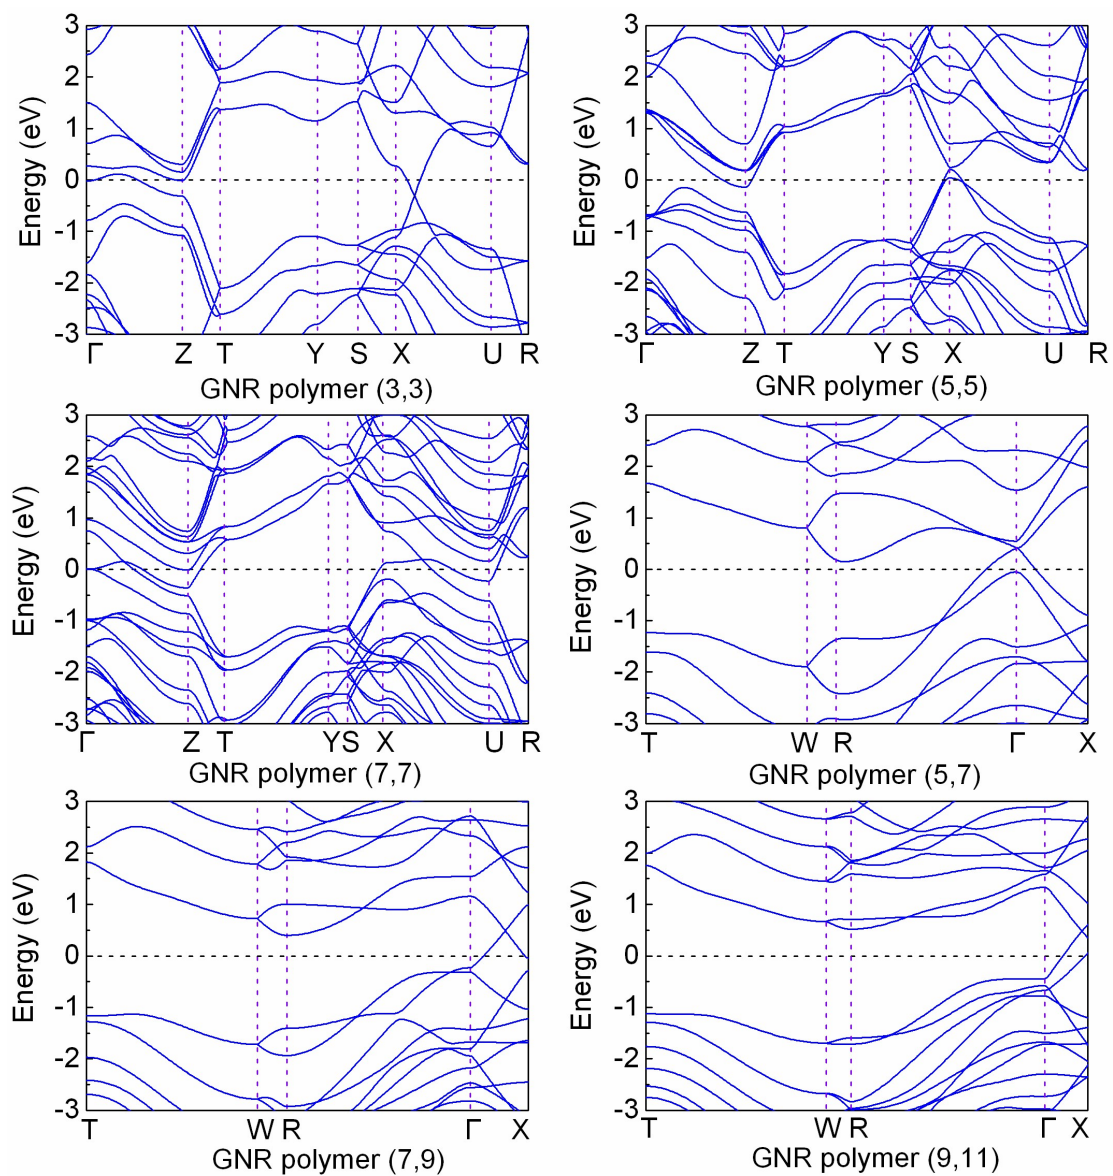 3
2
1
0
-1
-2
-3
Energy (eV)
Γ Z T Y S X U R
GNR polymer (3,3)
3
2
1
0
-1
-2
-3
Energy (eV)
Γ Z T Y S X U R
GNR polymer (5,5)
3
2
1
0
-1
-2
-3
Energy (eV)
Γ Z T Y S X U R
GNR polymer (7,7)
3
2
1
0
-1
-2
-3
Energy (eV)
T W R Γ X
GNR polymer (5,7)
3
2
1
0
-1
-2
-3
Energy (eV)
T W R Γ X
GNR polymer (7,9)
3
2
1
0
-1
-2
-3
Energy (eV)
T W R Γ X
GNR polymer (9,11)